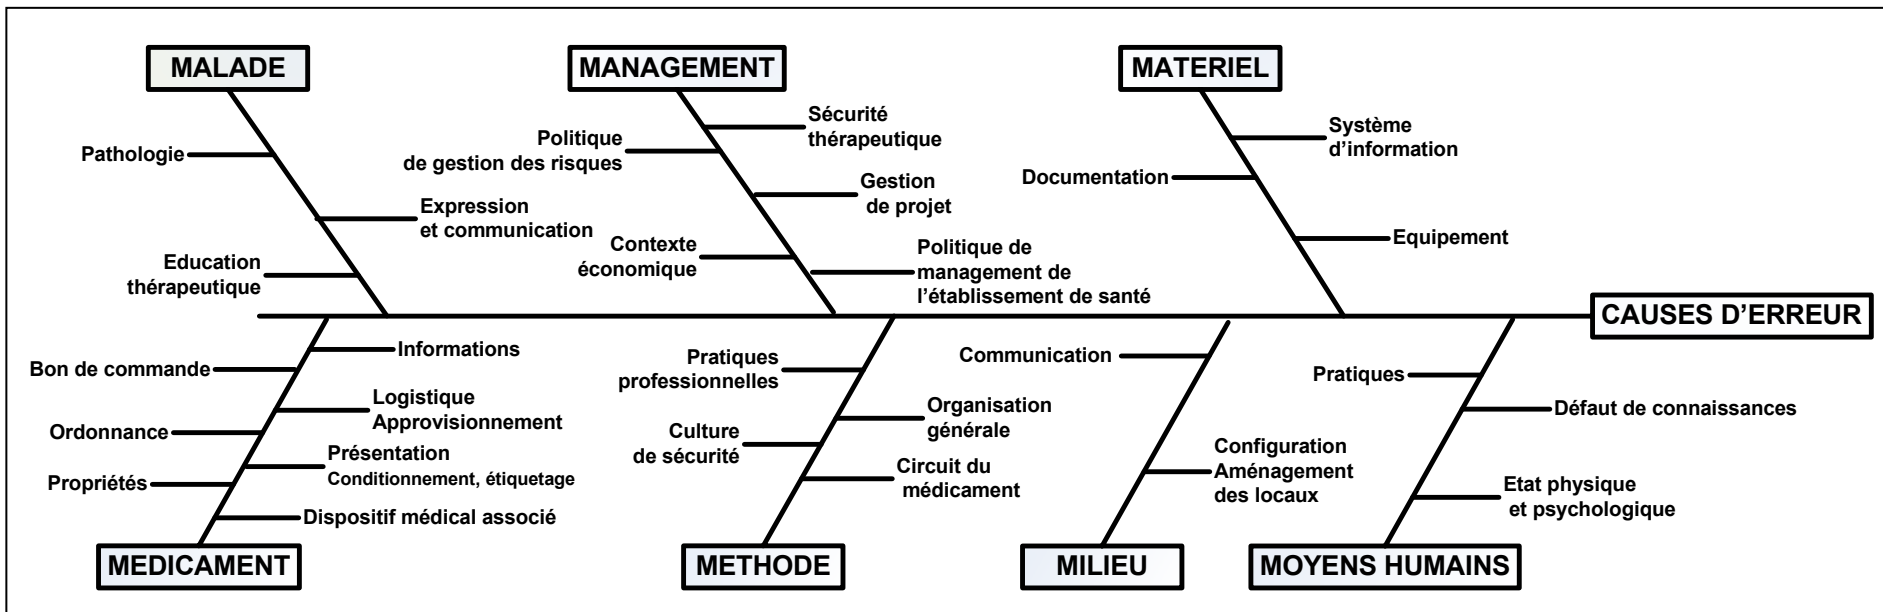 MALADE
MANAGEMENT
MATERIEL
Pathologie
Expression
et communication
Education
thérapeutique
Sécurité
thérapeutique
Politique
de gestion des risques
Gestion
de projet
Contexte
économique
Politique de
management de
l’établissement de santé
Système
d’information
Documentation
Equipement
CAUSES D’ERREUR
Informations
Bon de commande
Logistique
Approvisionnement
Ordonnance
Présentation
Conditionnement, étiquetage
Propriétés
Dispositif médical associé
Pratiques
professionnelles
Organisation
générale
Culture
de sécurité
Circuit du
médicament
Communication
Configuration
Aménagement
des locaux
Pratiques
Défaut de connaissances
Etat physique
et psychologique
MEDICAMENT
METHODE
MILIEU
MOYENS HUMAINS